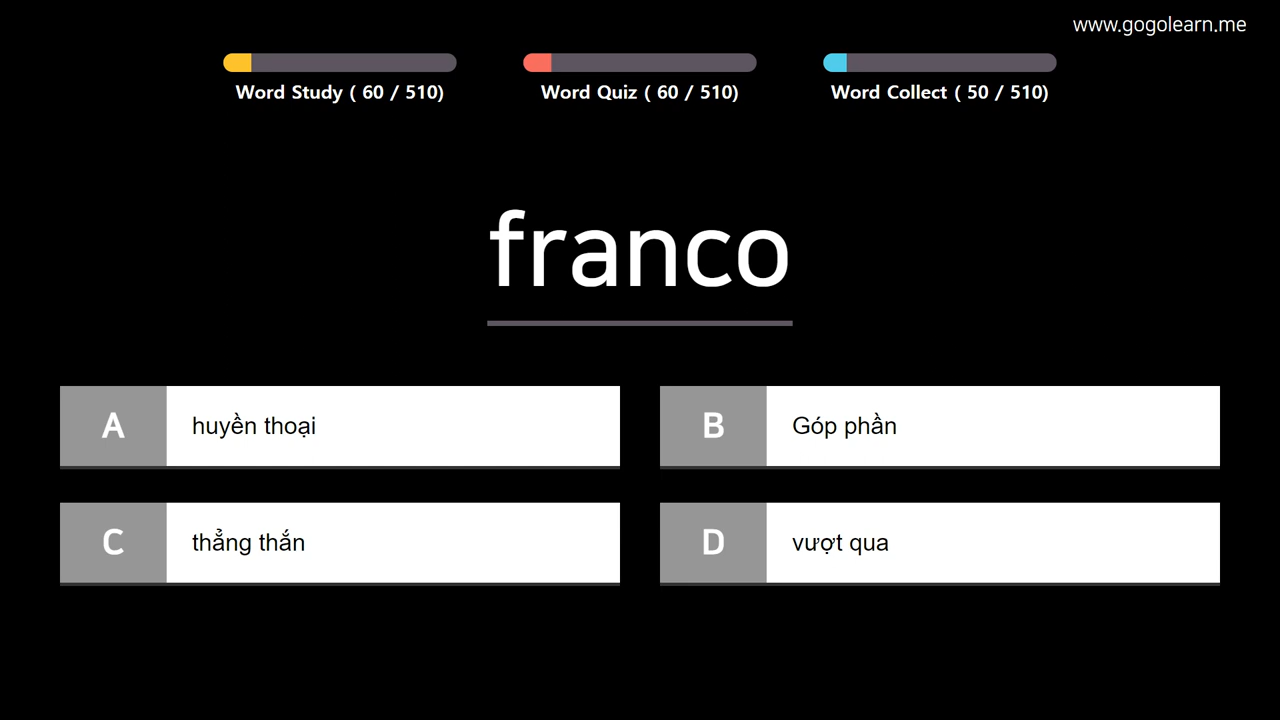 www.gogolearn.me
Word Study ( 60 / 510)
Word Quiz ( 60 / 510)
Word Collect ( 50 / 510)
franco
A huyền thoại
B Góp phần
C thẳng thắn
D vượt qua